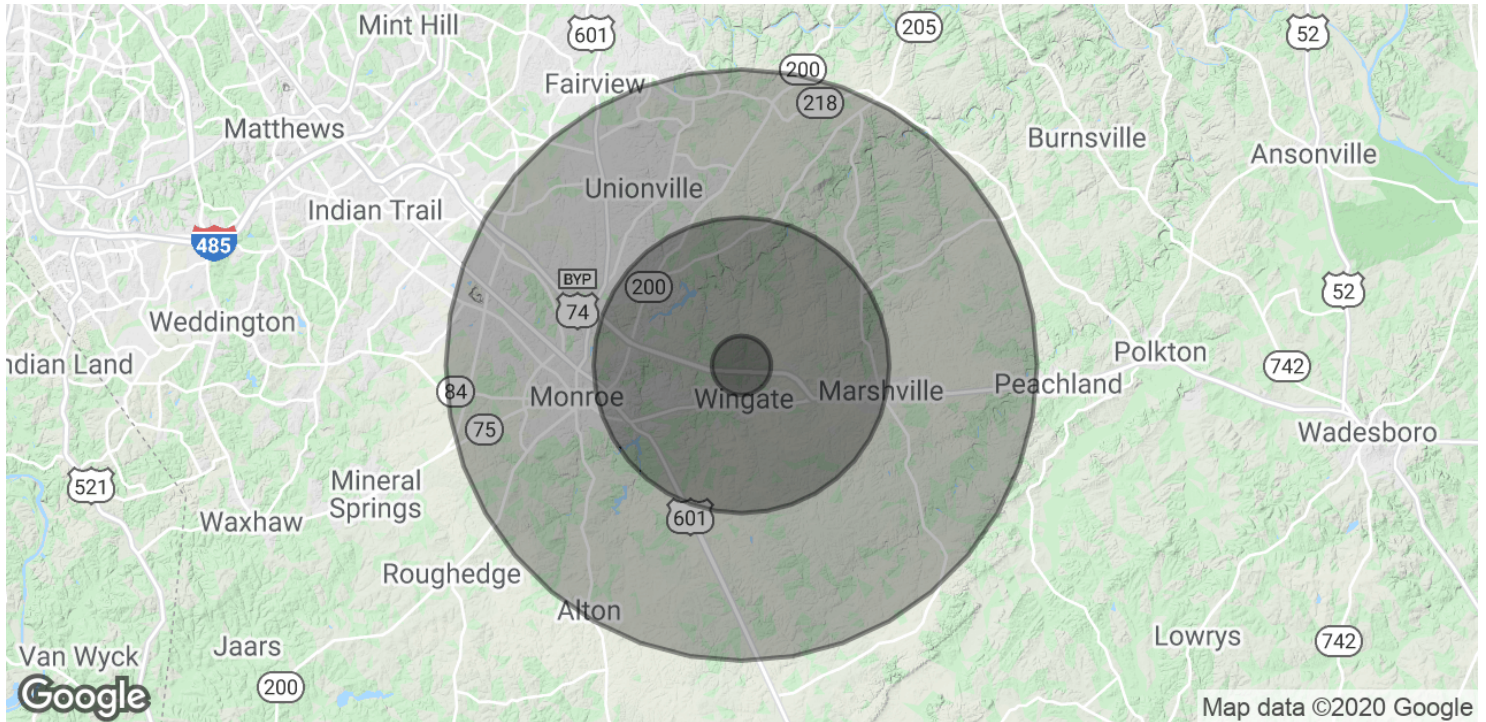 Mint Hill
601
205
52
Fairview
200
218
Matthews
Burnsville
Ansonville
Unionville
Indian Trail
485
BYP
74
200
52
Weddington
ndian Land
Polkton
742
84
Monroe
Wingate
Marshville
Peachland
75
Wadesboro
521
Mineral
Springs
Waxhaw
601
Roughedge
Alton
Jaars
Lowrys
742
Van Wyck
200
Google
Map data ©2020 Google